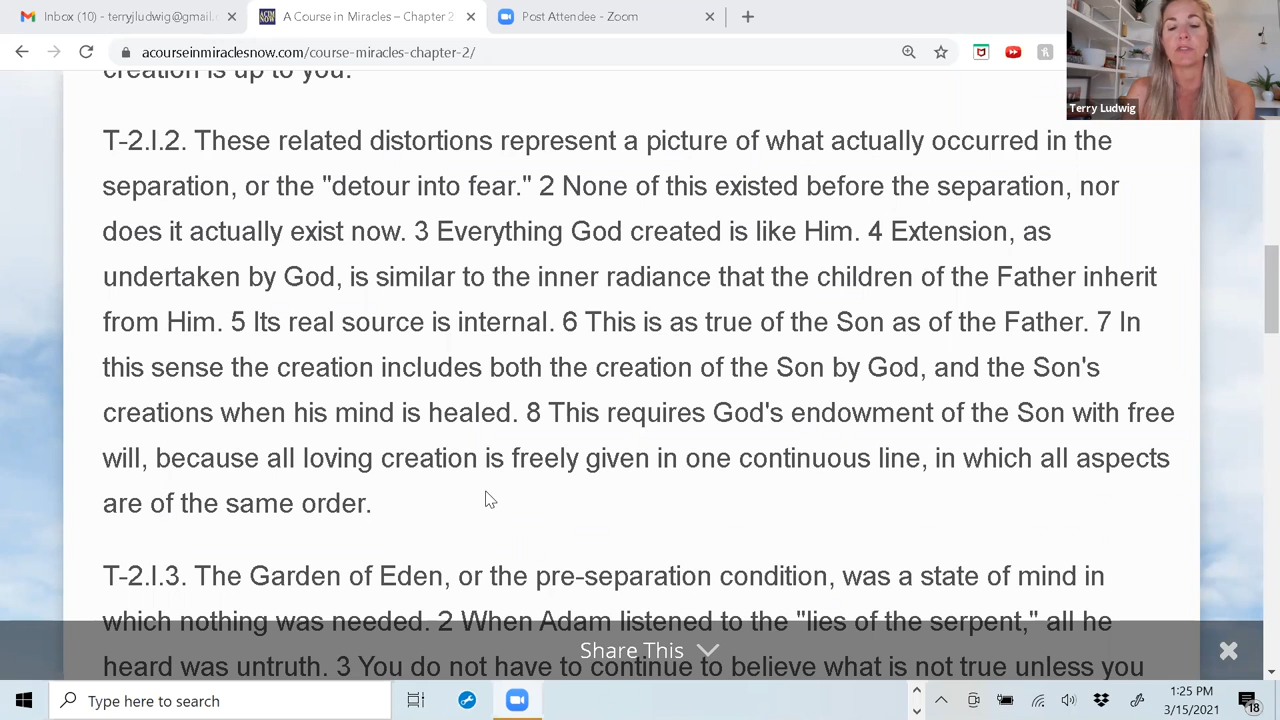 Inbox (10) - terryjludwig@gmail.
A Course in Miracles – Chapter 2
Post Attendee - Zoom
acourseinmiraclesnow.com/course-miracles-chapter-2/
Terry Ludwig
creation is up to you.
T-2.I.2. These related distortions represent a picture of what actually occurred in the
separation, or the "detour into fear." 2 None of this existed before the separation, nor
does it actually exist now. 3 Everything God created is like Him. 4 Extension, as
undertaken by God, is similar to the inner radiance that the children of the Father inherit
from Him. 5 Its real source is internal. 6 This is as true of the Son as of the Father. 7 In
this sense the creation includes both the creation of the Son by God, and the Son's
creations when his mind is healed. 8 This requires God's endowment of the Son with free
will, because all loving creation is freely given in one continuous line, in which all aspects
are of the same order.
T-2.I.3. The Garden of Eden, or the pre-separation condition, was a state of mind in
which nothing was needed. 2 When Adam listened to the "lies of the serpent," all he
heard was untruth. 3 You do not have to continue to believe what is not true unless you
Share This
Type here to search
1:25 PM
3/15/2021
18